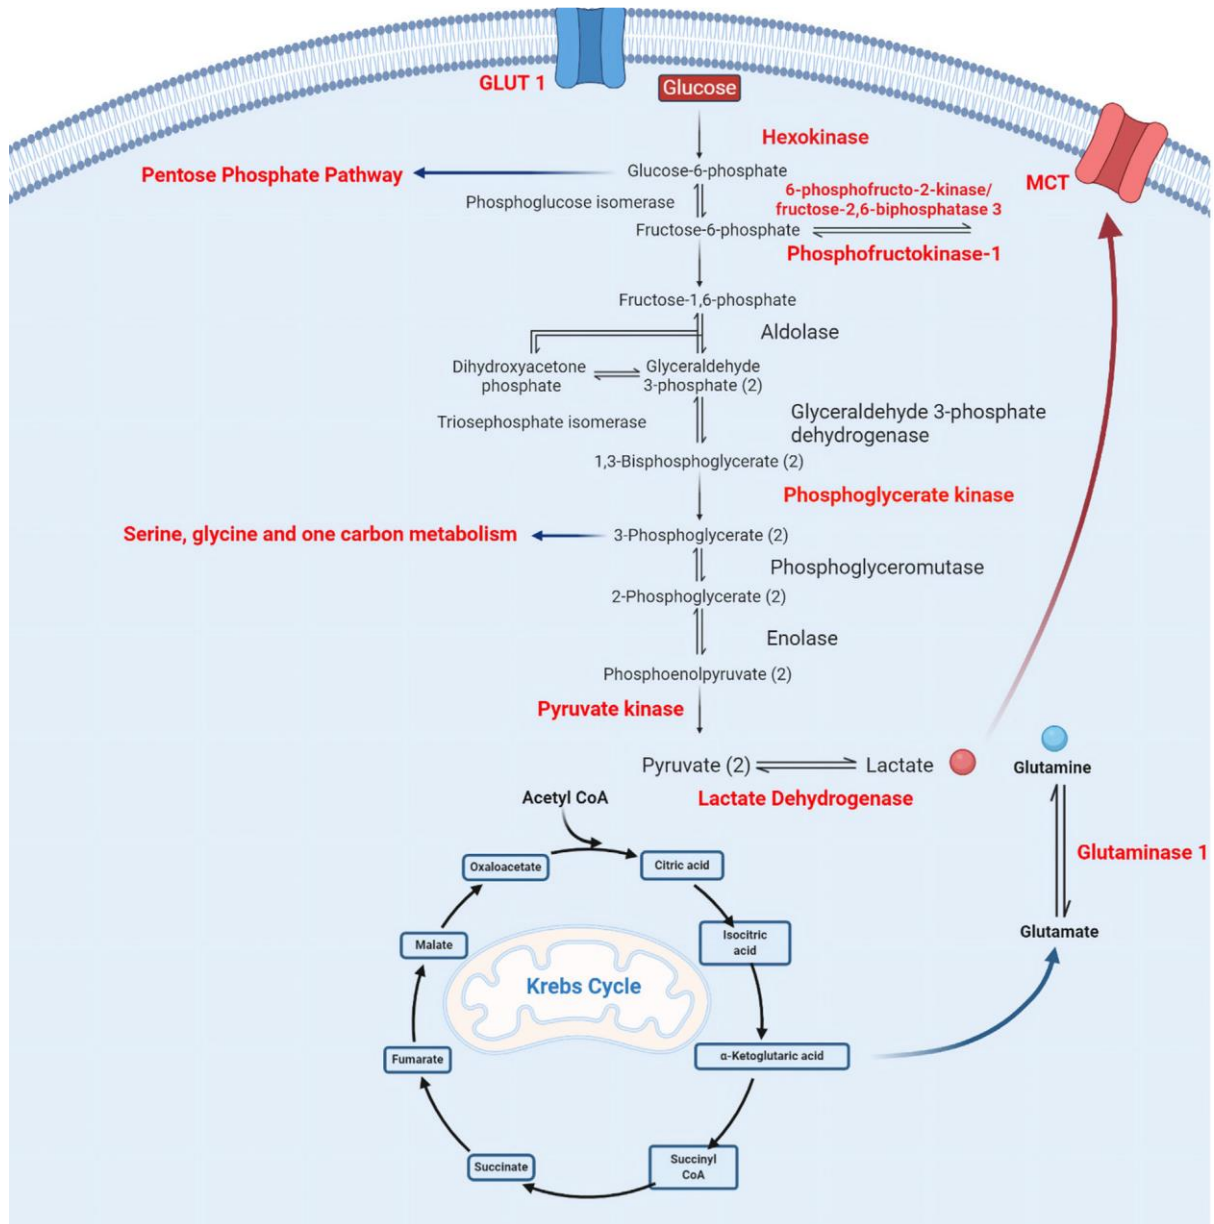 GLUT 1
Glucose
Hexokinase
Pentose Phosphate Pathway
Glucose-6-phosphate
MCT
Phosphoglucose isomerase
6-phosphofructo-2-kinase/
fructose-2,6-biphosphatase 3
Fructose-6-phosphate
Phosphofructokinase-1
Fructose-1,6-phosphate
Aldolase
Dihydroxyacetone
phosphate
Glyceraldehyde
3-phosphate (2)
Triosephosphate isomerase
Glyceraldehyde 3-phosphate
dehydrogenase
1,3-Bisphosphoglycerate (2)
Phosphoglycerate kinase
Serine, glycine and one carbon metabolism
3-Phosphoglycerate (2)
Phosphoglyceromutase
2-Phosphoglycerate (2)
Enolase
Phosphoenolpyruvate (2)
Pyruvate kinase
Pyruvate (2)
Lactate
Glutamine
Lactate Dehydrogenase
Acetyl CoA
Glutaminase 1
Oxaloacetate
Citric acid
Isocitric
acid
Glutamate
Malate
Krebs Cycle
α-Ketoglutaric acid
Fumarate
Succinyl
CoA
Succinate